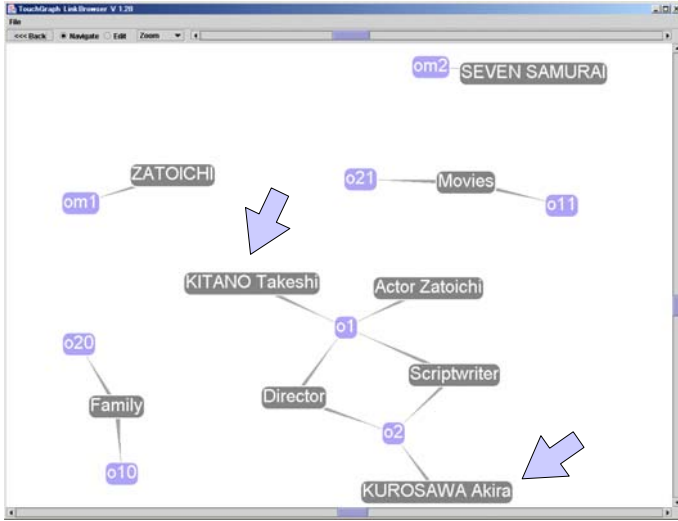 TouchGraph LinkBrowser V 1.20
File
<<< Back Navigate Edit Zoom
om2 SEVEN SAMURAI
ZATOICHI
om1
o21 Movies o11
KITANO Takeshi Actor Zatoichi
o1
o20
Scriptwriter
Director
Family
o2
o10
KUROSAWA Akira